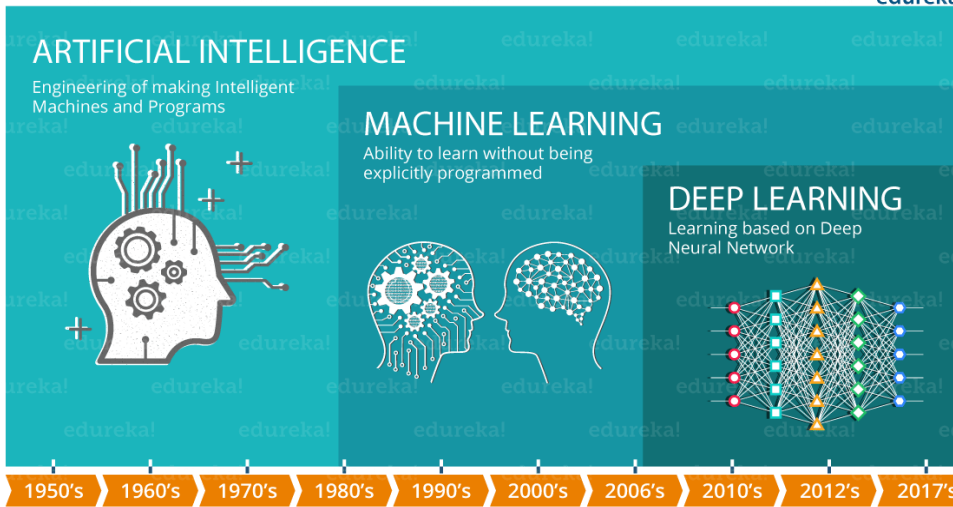 edureka
ARTIFICIAL INTELLIGENCE
Engineering of making Intelligent
Machines and Programs
MACHINE LEARNING
Ability to learn without being
explicitly programmed
DEEP LEARNING
Learning based on Deep
Neural Network
1950's 1960's 1970's 1980's 1990's 2000's 2006's 2010's 2012's 2017's
edureka!